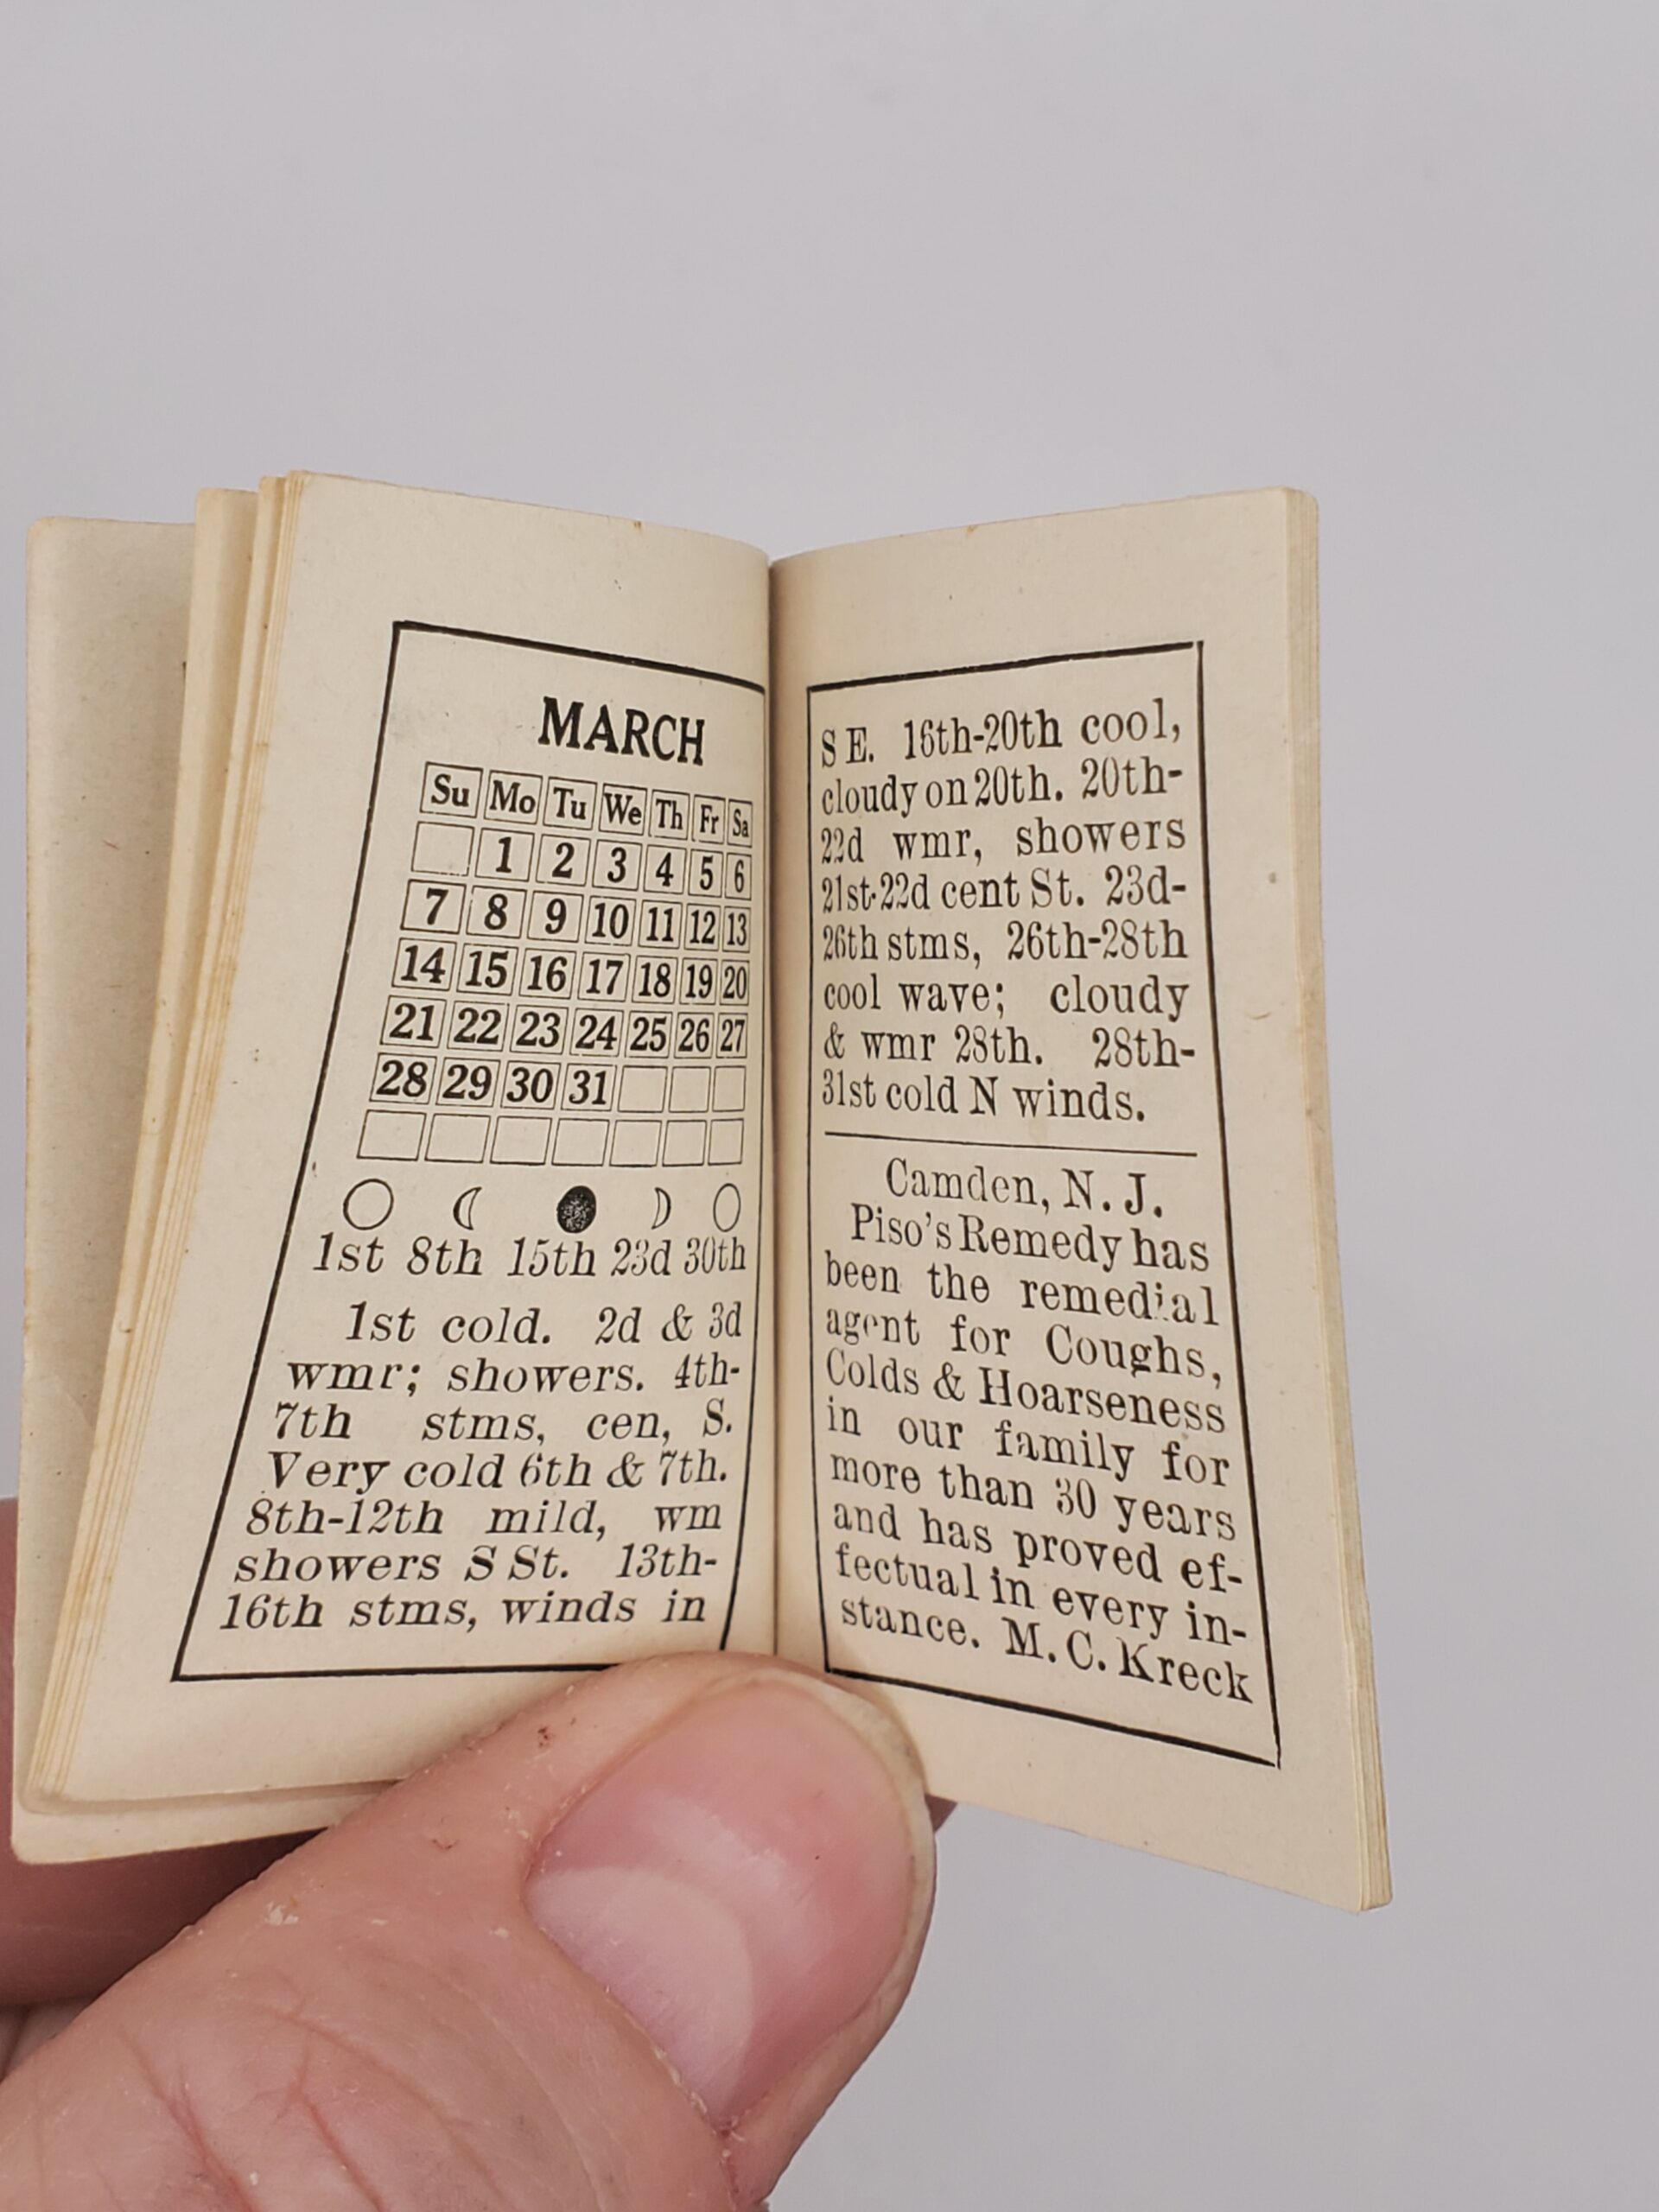 MARCH
Su Mo Tu We Th Fr Sa
1 2 3 4 5 6
7 8 9 10 11 12 13
14 15 16 17 18 19 20
21 22 23 24 25 26 27
28 29 30 31
1st 8th 15th 23d 30th
1st cold. 2d & 3d
wmr; showers. 4th-
7th stms, cen, S.
Very cold 6th & 7th.
8th-12th mild, wm
showers S St. 13th-
16th stms, winds in
S E. 16th-20th cool,
cloudy on 20th. 20th-
22d wmr, showers
21st-22d cent St. 23d-
26th stms, 26th-28th
cool wave; cloudy
& wmr 28th. 28th-
31st cold N winds.
Camden, N. J.
Piso's Remedy has
been the remedial
agent for Coughs,
Colds & Hoarseness
in our family for
more than 30 years
and has proved ef-
fectual in every in-
stance. M. C. Kreck